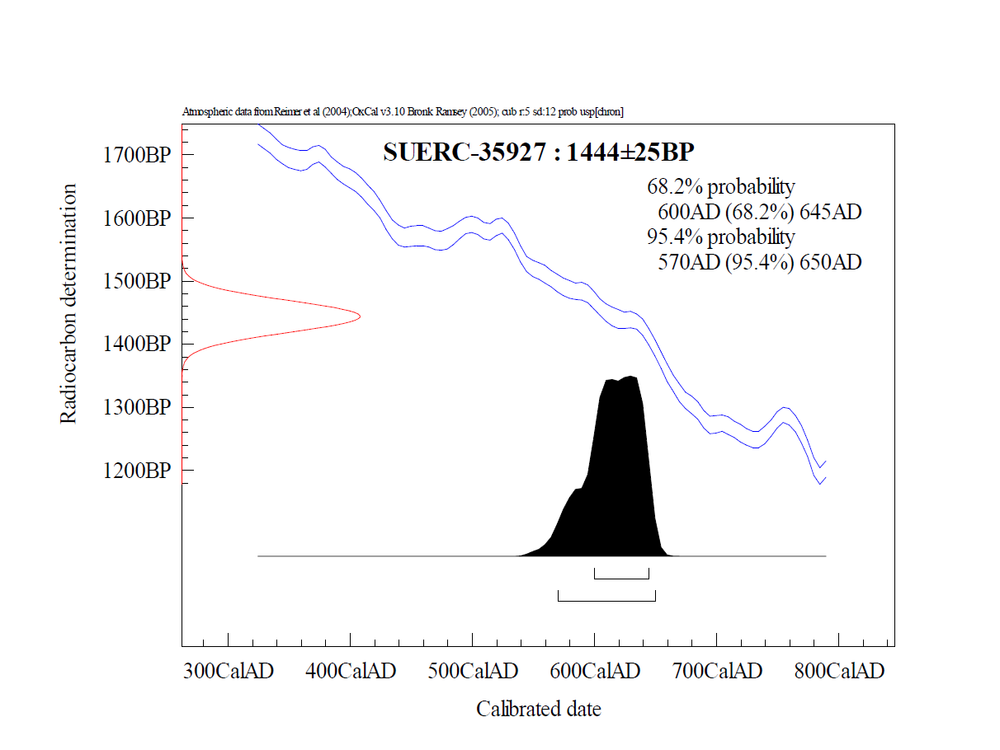 Atmospheric data from Reimer et al (2004);OxCal v3.10 Bronk Ramsey (2005); cub r:5 sd:12 prob usp[chron]
SUERC-35927 : 1444±25BP
68.2% probability
600AD (68.2%) 645AD
95.4% probability
570AD (95.4%) 650AD
Radiocarbon determination
1700BP
1600BP
1500BP
1400BP
1300BP
1200BP
300CalAD 400CalAD 500CalAD 600CalAD 700CalAD 800CalAD
Calibrated date